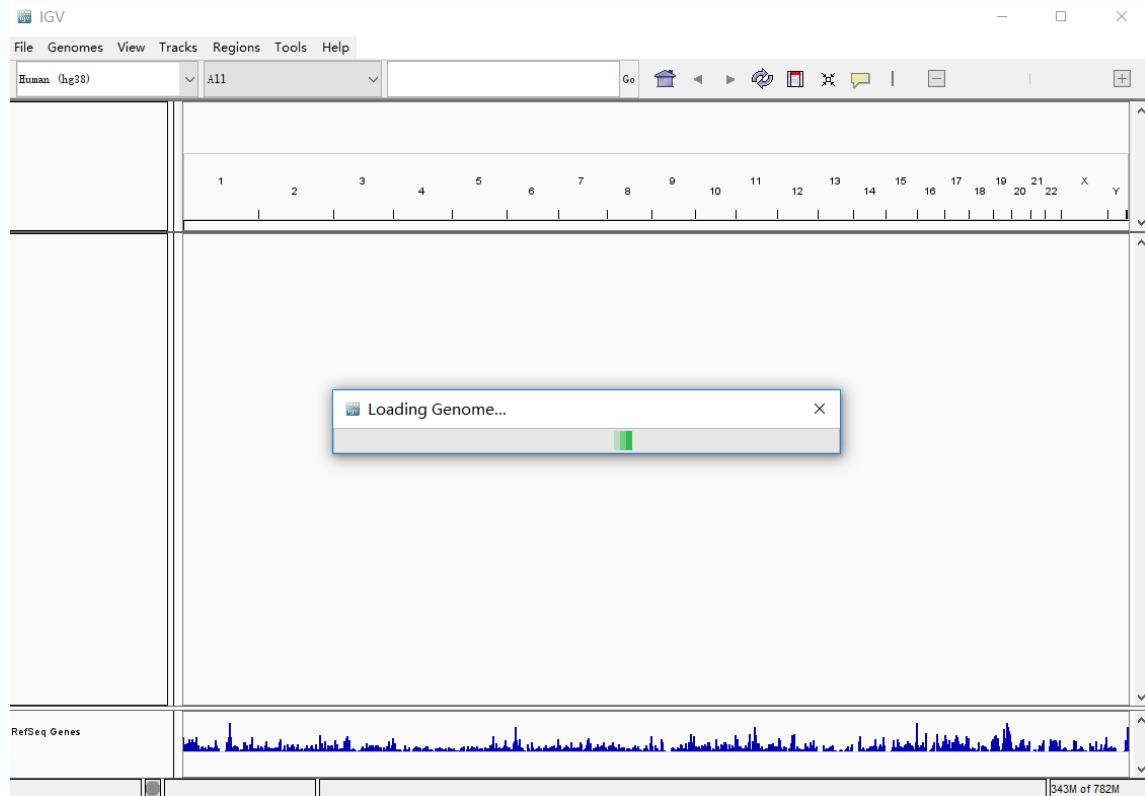 IGV
File Genomes View Tracks Regions Tools Help
Human (hg38) All Go
1 2 3 4 5 6 7 8 9 10 11 12 13 14 15 16 17 18 19 20 21 22 X Y
Loading Genome...
RefSeq Genes
343M of 782M